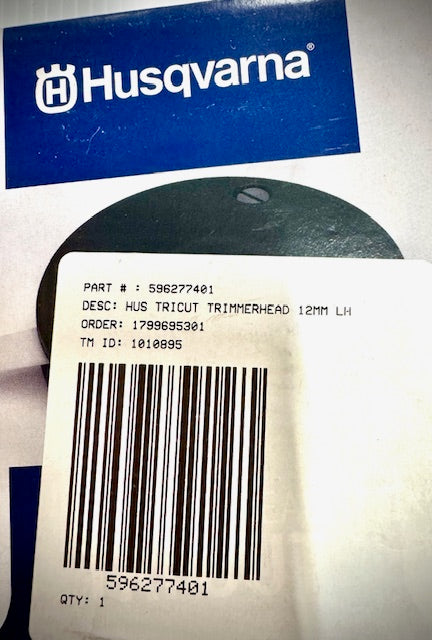 H Husqvarna®
PART # : 596277401
DESC: HUS TRICUT TRIMMERHEAD 12MM LH
ORDER: 1799695301
TM ID: 1010895
596277401
QTY: 1